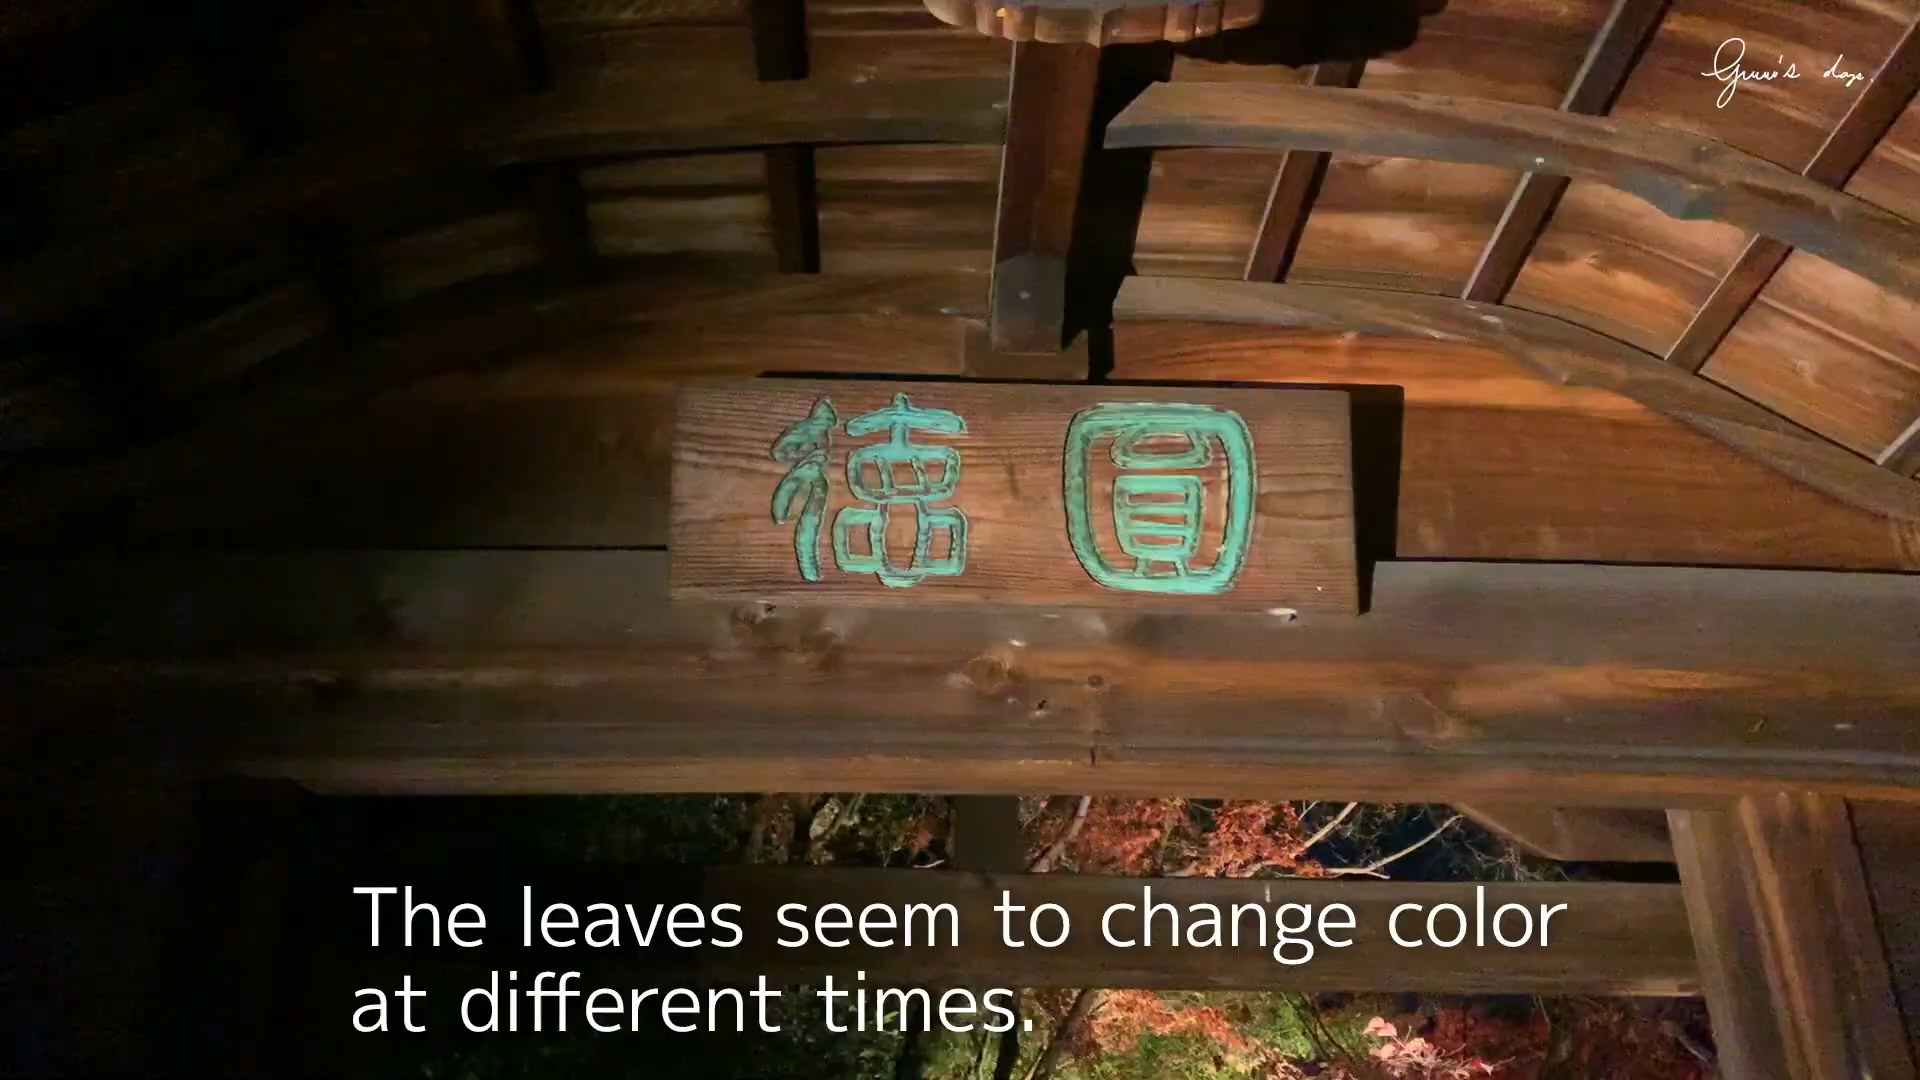 圓徳
The leaves seem to change color
at different times.